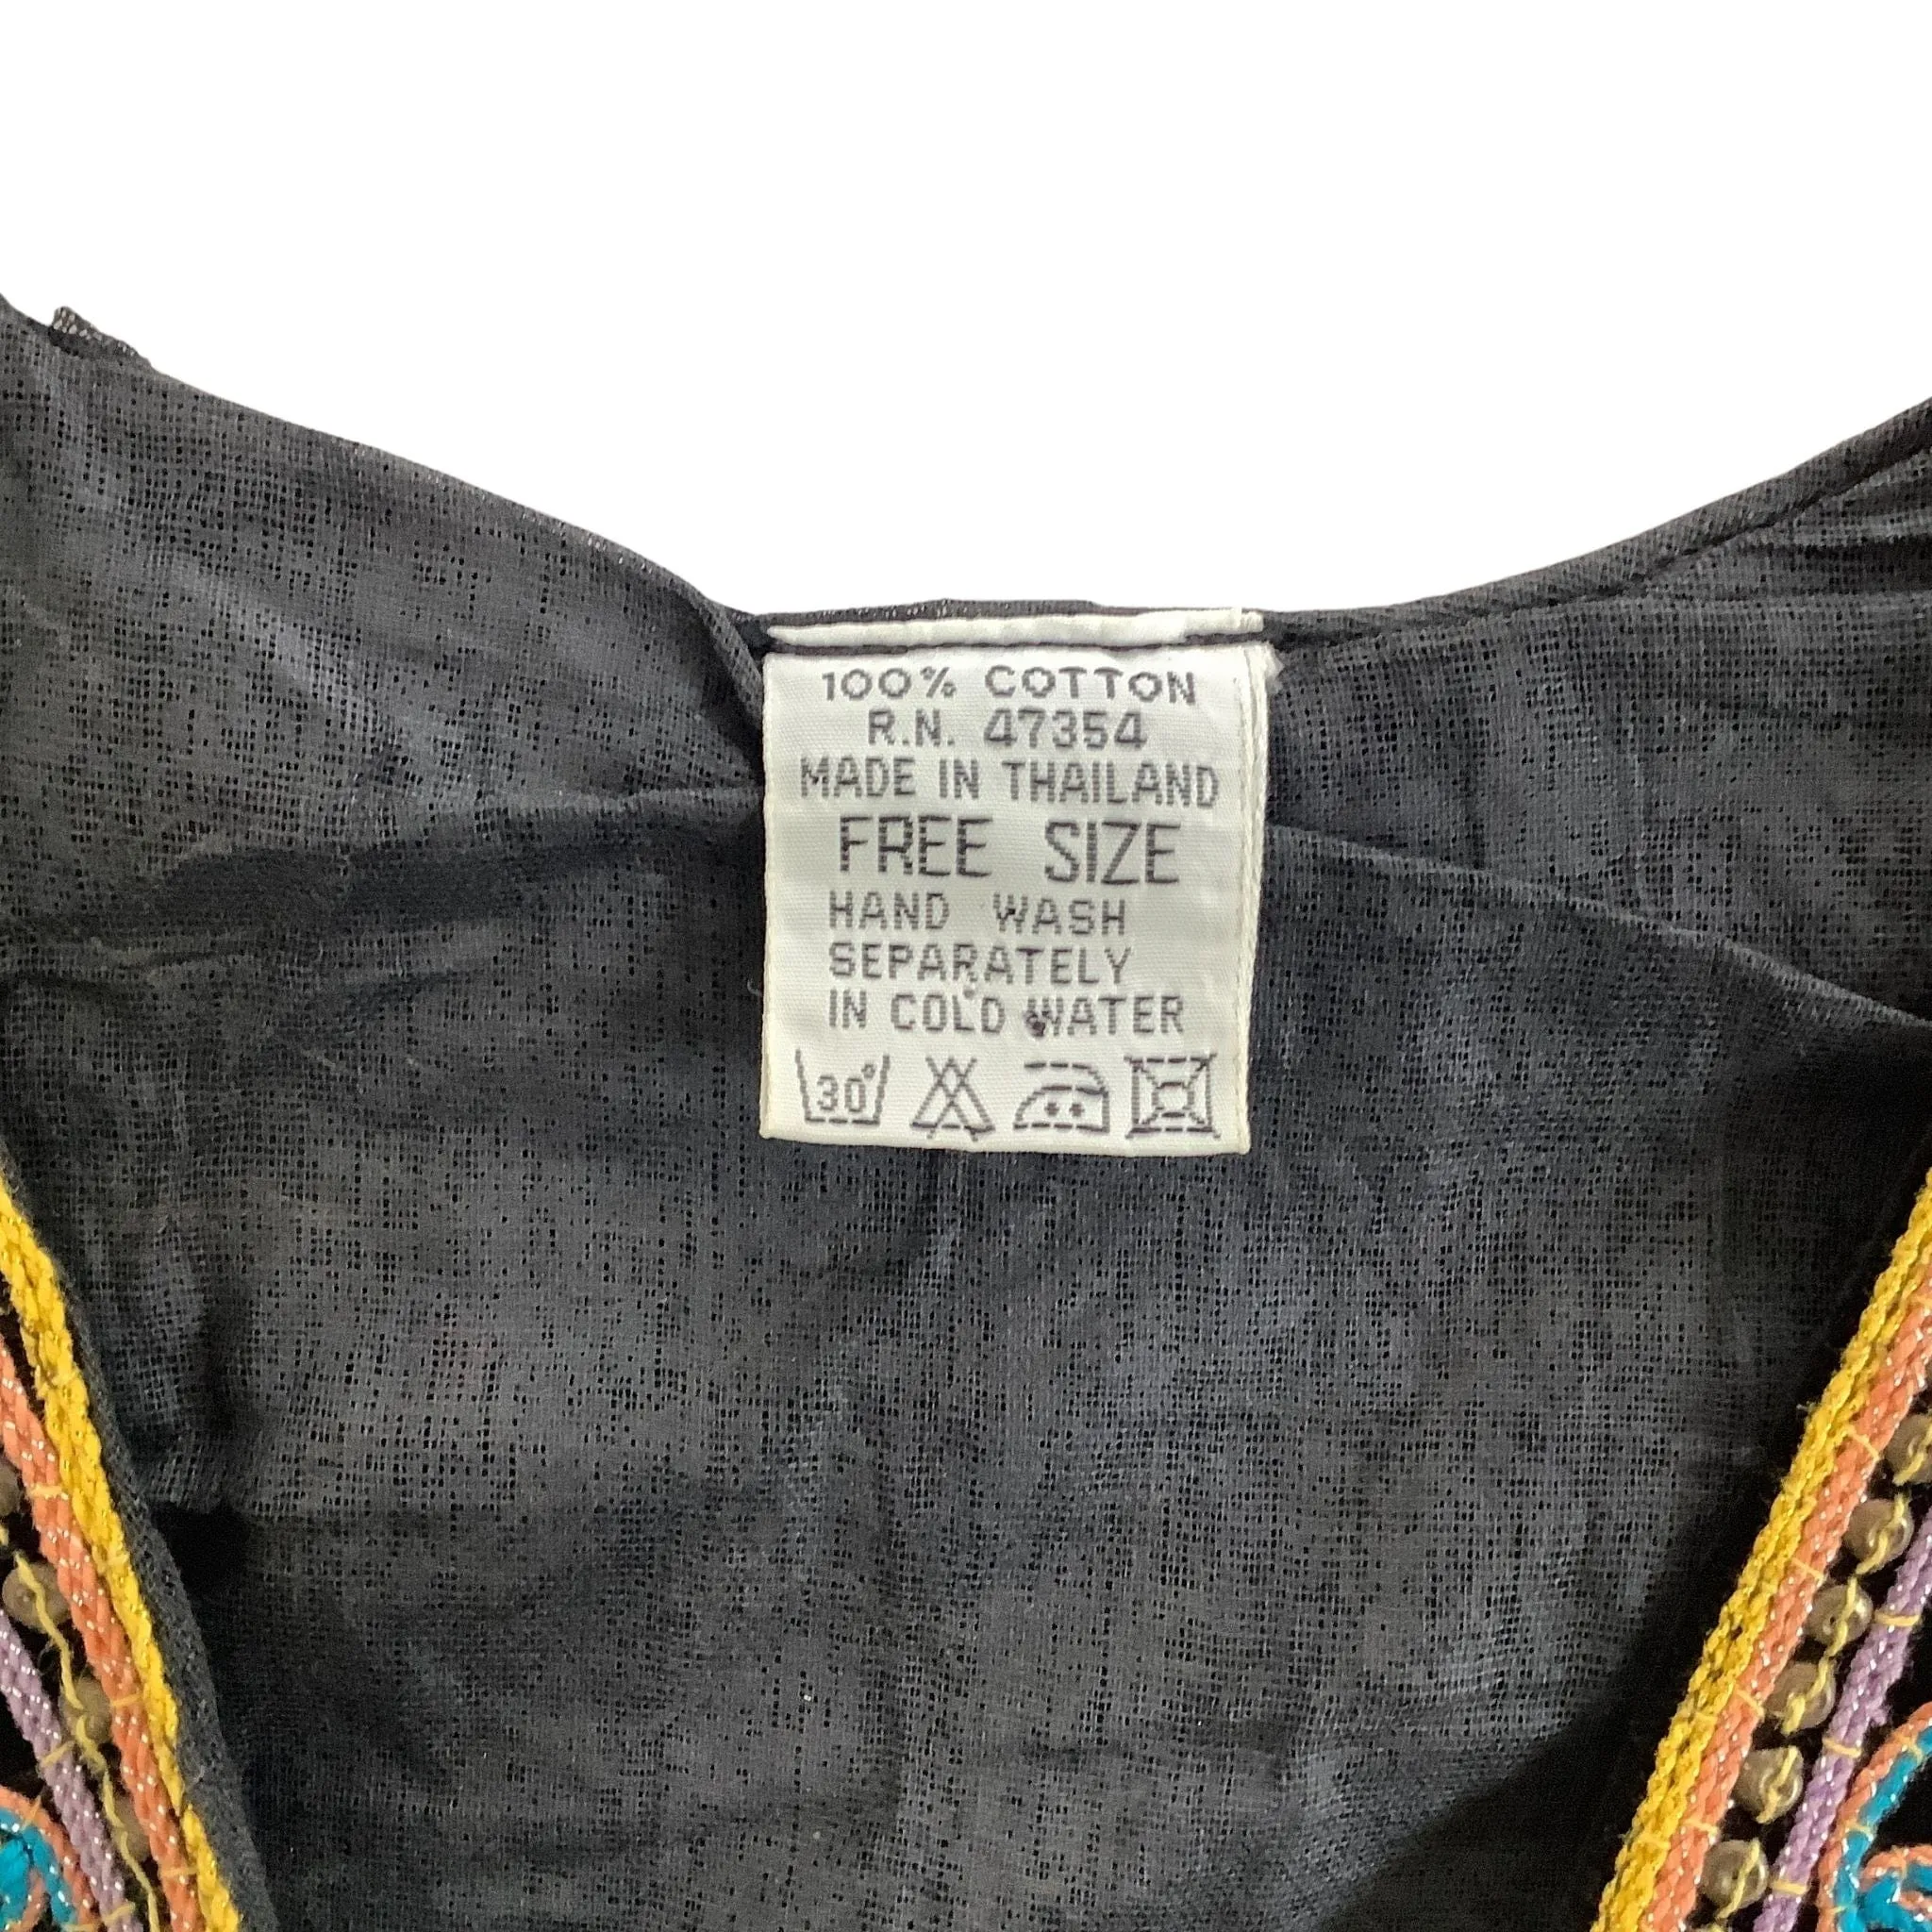 100% COTTON
R.N. 47354
MADE IN THAILAND
FREE SIZE
HAND WASH
SEPARATELY
IN COLD WATER
30°